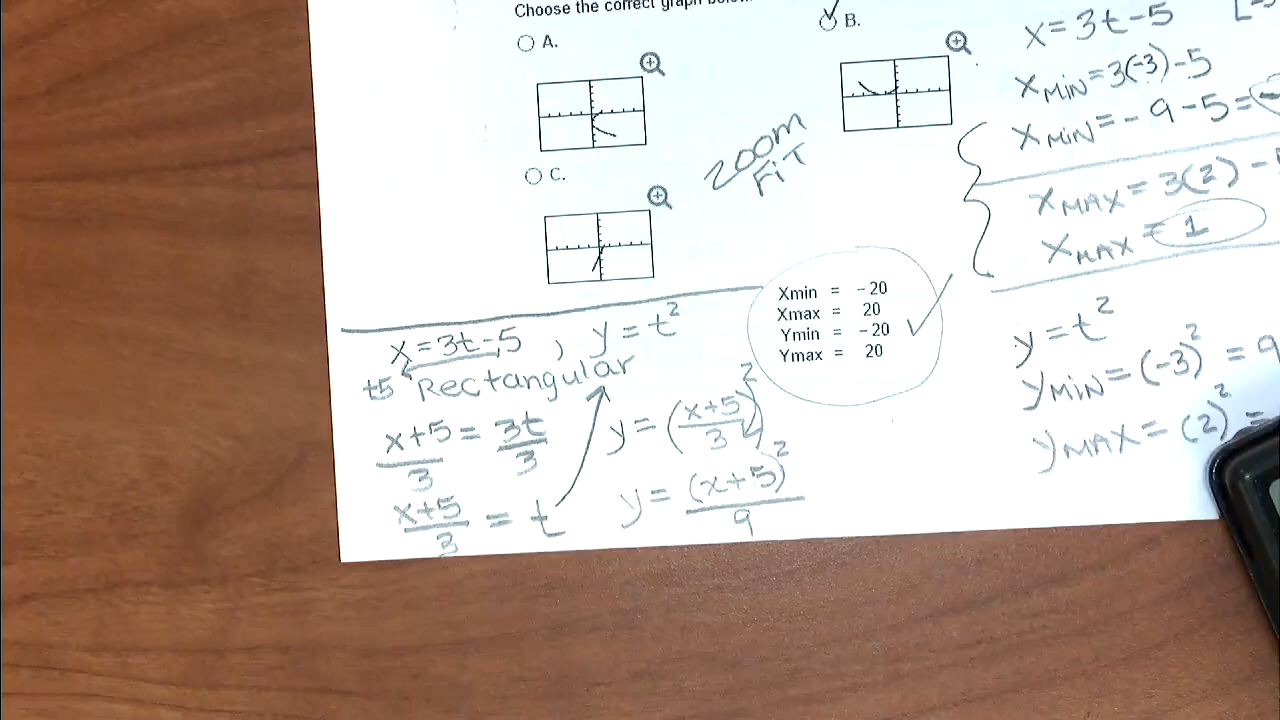 Choose the correct graph below.
A.
B.
C.
ZOOM
FiT
x = 3t - 5
xMiN = 3(-3) - 5
xMiN = - 9 - 5 =
xMAX = 3(2) -
xMAX = 1
Xmin = - 20
Xmax = 20
Ymin = - 20
Ymax = 20
x = 3t - 5 , y = t²
+5 Rectangular
x+5/3 = 3t/3
x+5/3 = t
y = (x+5/3)²
y = (x+5)²/9
y = t²
yMiN = (-3)² = 9
yMAX = (2)² =